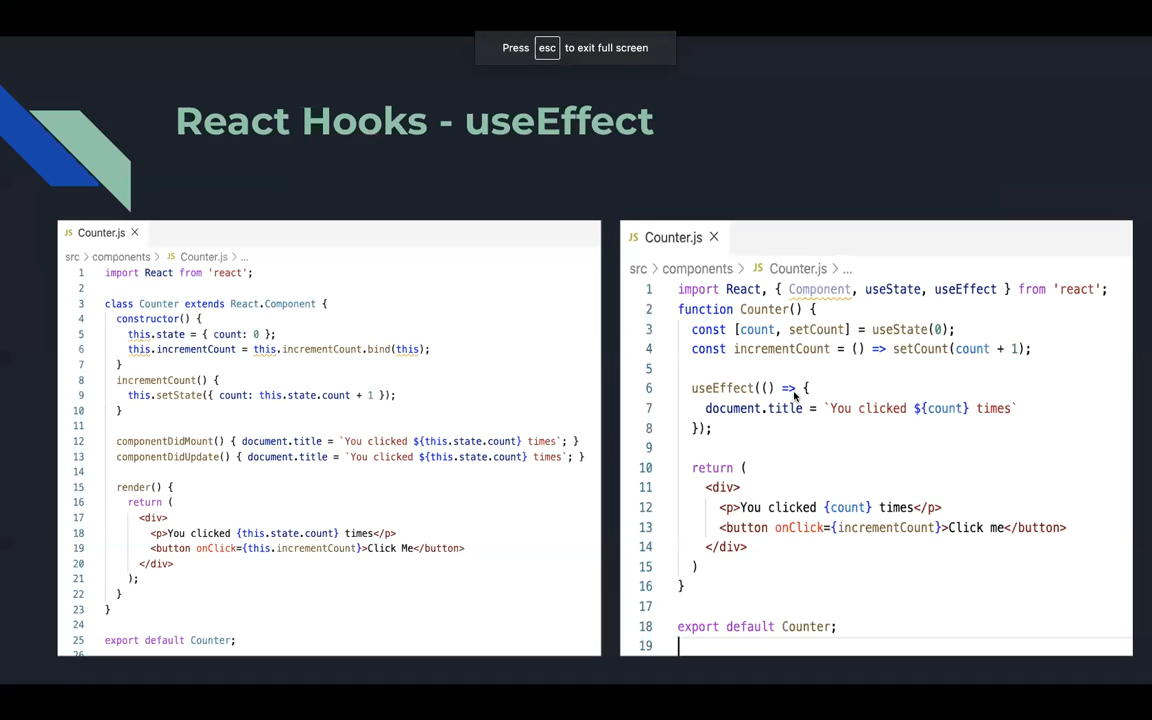 Press esc to exit full screen
React Hooks - useEffect
JS Counter.js ×
src > components > JS Counter.js > ...
1 import React from 'react';
2
3 class Counter extends React.Component {
4 constructor() {
5 this.state = { count: 0 };
6 this.incrementCount = this.incrementCount.bind(this);
7 }
8 incrementCount() {
9 this.setState({ count: this.state.count + 1 });
10 }
11
12 componentDidMount() { document.title = `You clicked ${this.state.count} times`; }
13 componentDidUpdate() { document.title = `You clicked ${this.state.count} times`; }
14
15 render() {
16 return (
17 <div>
18 <p>You clicked {this.state.count} times</p>
19 <button onClick={this.incrementCount}>Click Me</button>
20 </div>
21 );
22 }
23 }
24
25 export default Counter;
26
JS Counter.js ×
src > components > JS Counter.js > ...
1 import React, { Component, useState, useEffect } from 'react';
2 function Counter() {
3 const [count, setCount] = useState(0);
4 const incrementCount = () => setCount(count + 1);
5
6 useEffect(() => {
7 document.title = `You clicked ${count} times`
8 });
9
10 return (
11 <div>
12 <p>You clicked {count} times</p>
13 <button onClick={incrementCount}>Click me</button>
14 </div>
15 )
16 }
17
18 export default Counter;
19